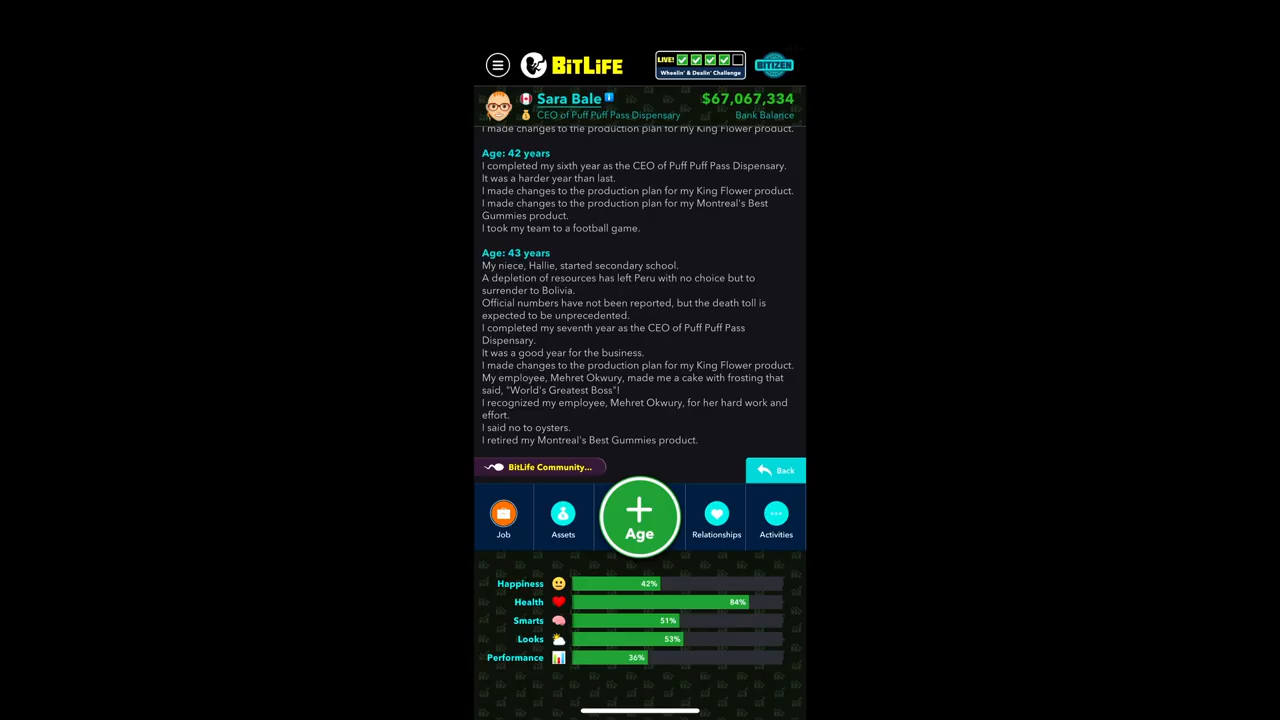 BitLife
LIVE!
Wheelin' & Dealin' Challenge
BITIZEN
Sara Bale
$67,067,334
CEO of Puff Puff Pass Dispensary
Bank Balance
I made changes to the production plan for my King Flower product.
Age: 42 years
I completed my sixth year as the CEO of Puff Puff Pass Dispensary.
It was a harder year than last.
I made changes to the production plan for my King Flower product.
I made changes to the production plan for my Montreal's Best
Gummies product.
I took my team to a football game.
Age: 43 years
My niece, Hallie, started secondary school.
A depletion of resources has left Peru with no choice but to
surrender to Bolivia.
Official numbers have not been reported, but the death toll is
expected to be unprecedented.
I completed my seventh year as the CEO of Puff Puff Pass
Dispensary.
It was a good year for the business.
I made changes to the production plan for my King Flower product.
My employee, Mehret Okwury, made me a cake with frosting that
said, "World's Greatest Boss"!
I recognized my employee, Mehret Okwury, for her hard work and
effort.
I said no to oysters.
I retired my Montreal's Best Gummies product.
BitLife Community...
Back
Job
Assets
Age
Relationships
Activities
Happiness 42%
Health 84%
Smarts 51%
Looks 53%
Performance 36%